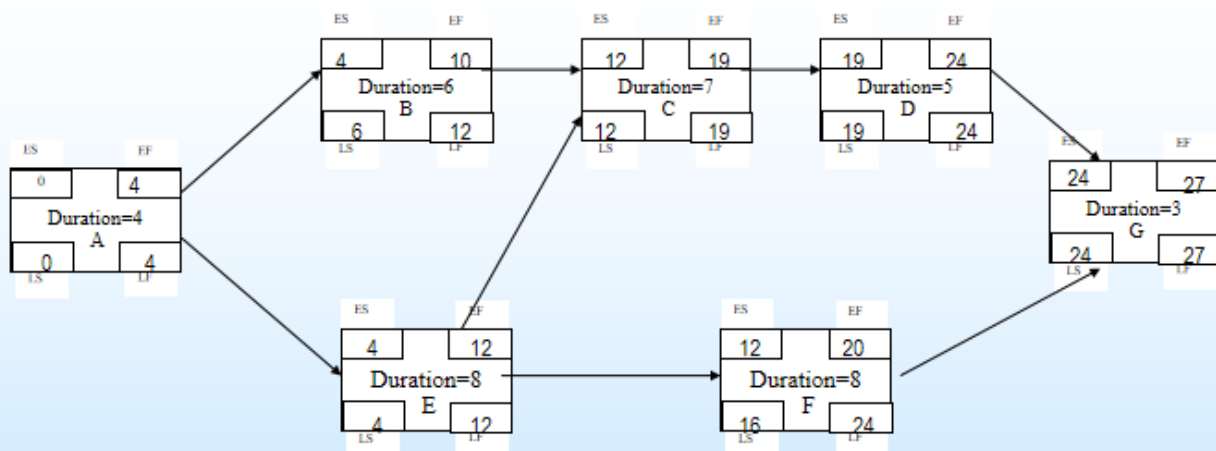 ES EF
4 10
Duration=6
B
6 12
LS LF
ES EF
12 19
Duration=7
C
12 19
LS LF
ES EF
19 24
Duration=5
D
19 24
LS LF
ES EF
0 4
Duration=4
A
0 4
LS LF
ES EF
24 27
Duration=3
G
24 27
LS LF
ES EF
4 12
Duration=8
E
4 12
LS LF
ES EF
12 20
Duration=8
F
16 24
LS LF